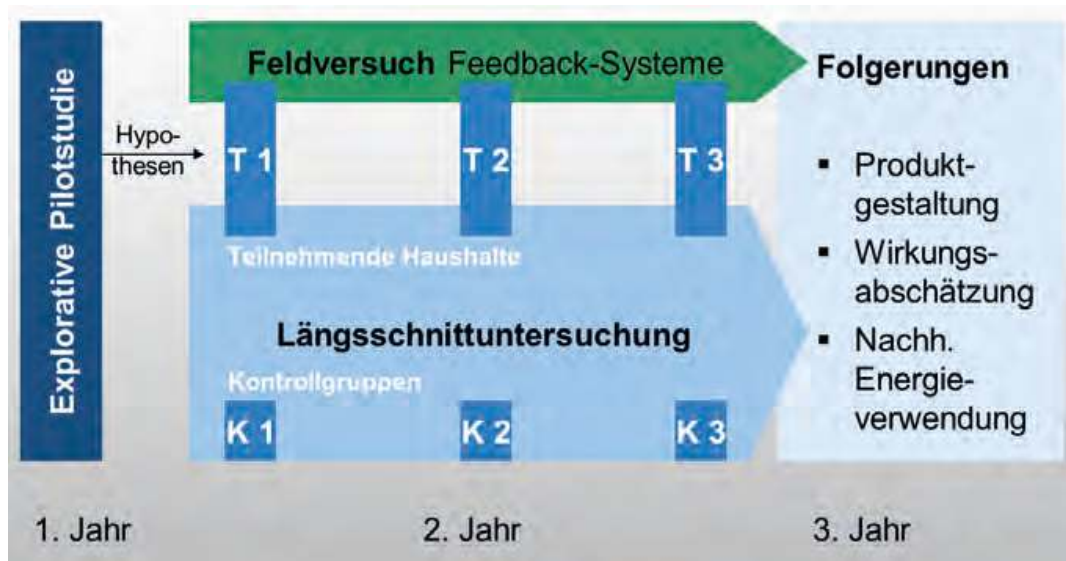 Explorative Pilotstudie
Hypo-
thesen
Feldversuch Feedback-Systeme
T 1
T 2
T 3
Teilnehmende Haushalte
Längsschnittuntersuchung
Kontrollgruppen
K 1
K 2
K 3
Folgerungen
▪ Produkt-
gestaltung
▪ Wirkungs-
abschätzung
▪ Nachh.
Energie-
verwendung
1. Jahr
2. Jahr
3. Jahr